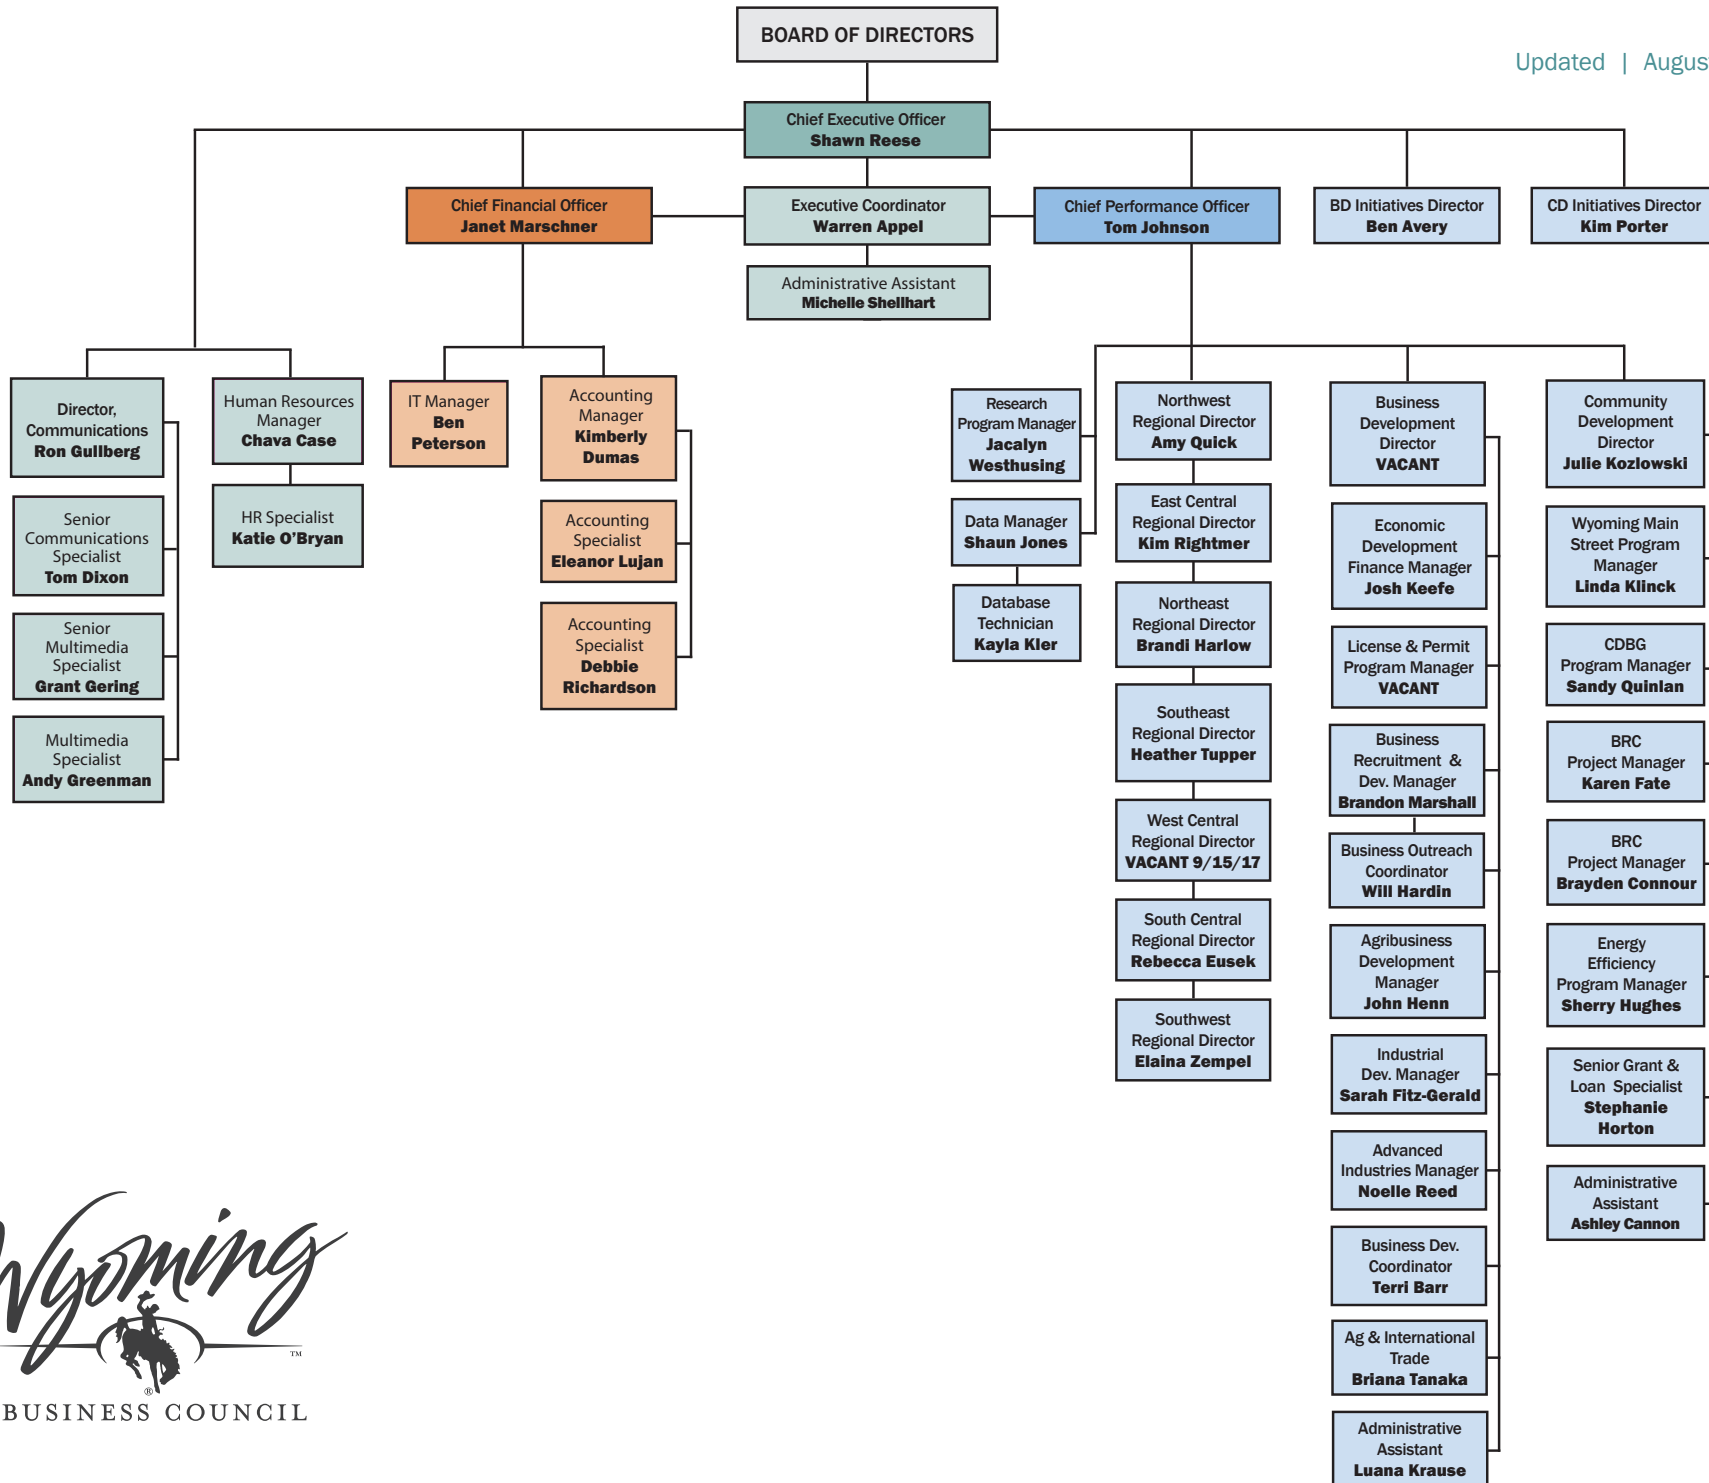 BOARD OF DIRECTORS
Updated | Augus
Chief Executive Officer
Shawn Reese
Chief Financial Officer
Janet Marschner
Executive Coordinator
Warren Appel
Chief Performance Officer
Tom Johnson
BD Initiatives Director
Ben Avery
CD Initiatives Director
Kim Porter
Administrative Assistant
Michelle Shellhart
Director,
Communications
Ron Gullberg
Senior
Communications
Specialist
Tom Dixon
Senior
Multimedia
Specialist
Grant Gering
Multimedia
Specialist
Andy Greenman
Human Resources
Manager
Chava Case
HR Specialist
Katie O’Bryan
IT Manager
Ben
Peterson
Accounting
Manager
Kimberly
Dumas
Accounting
Specialist
Eleanor Lujan
Accounting
Specialist
Debbie
Richardson
Research
Program Manager
Jacalyn
Westhusing
Data Manager
Shaun Jones
Database
Technician
Kayla Kler
Northwest
Regional Director
Amy Quick
East Central
Regional Director
Kim Rightmer
Northeast
Regional Director
Brandi Harlow
Southeast
Regional Director
Heather Tupper
West Central
Regional Director
VACANT 9/15/17
South Central
Regional Director
Rebecca Eusek
Southwest
Regional Director
Elaina Zempel
Business
Development
Director
VACANT
Economic
Development
Finance Manager
Josh Keefe
License & Permit
Program Manager
VACANT
Business
Recruitment &
Dev. Manager
Brandon Marshall
Business Outreach
Coordinator
Will Hardin
Agribusiness
Development
Manager
John Henn
Industrial
Dev. Manager
Sarah Fitz-Gerald
Advanced
Industries Manager
Noelle Reed
Business Dev.
Coordinator
Terri Barr
Ag & International
Trade
Briana Tanaka
Administrative
Assistant
Luana Krause
Community
Development
Director
Julie Kozlowski
Wyoming Main
Street Program
Manager
Linda Klinck
CDBG
Program Manager
Sandy Quinlan
BRC
Project Manager
Karen Fate
BRC
Project Manager
Brayden Connour
Energy
Efficiency
Program Manager
Sherry Hughes
Senior Grant &
Loan Specialist
Stephanie
Horton
Administrative
Assistant
Ashley Cannon
Wyoming
TM
®
BUSINESS COUNCIL